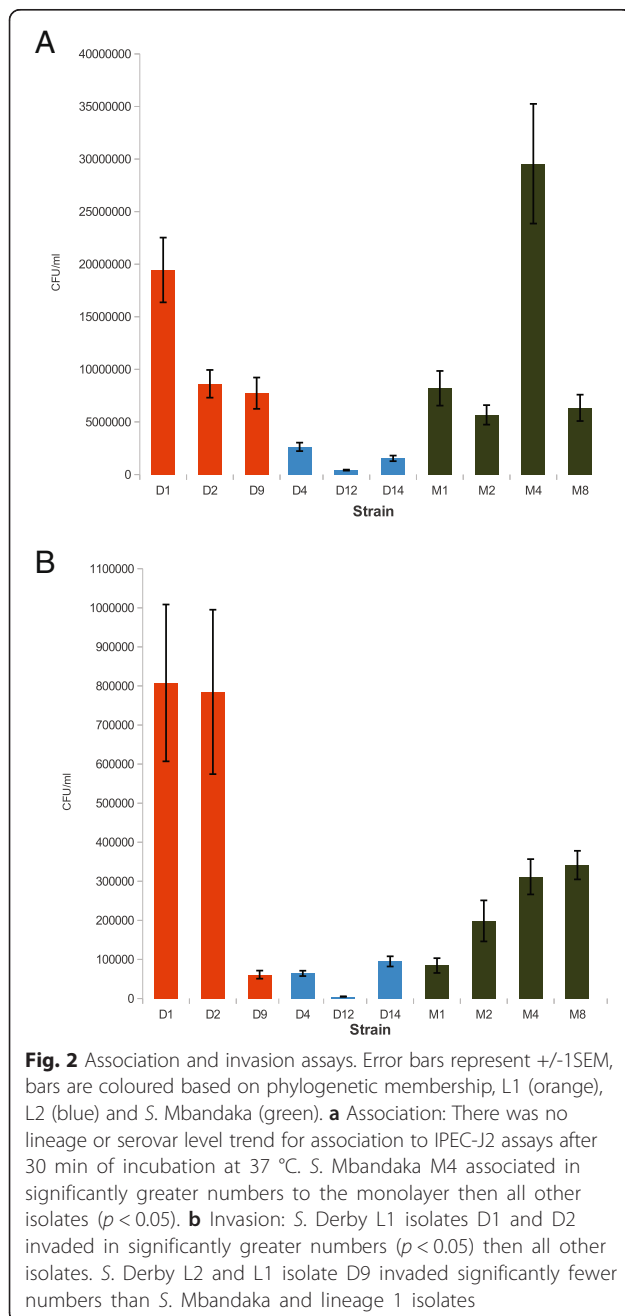 A
40000000
35000000
30000000
25000000
20000000
15000000
10000000
5000000
0
CFU/ml
D1 D2 D9 D4 D12 D14 M1 M2 M4 M8
Strain
B
1100000
1000000
900000
800000
700000
600000
500000
400000
300000
200000
100000
0
CFU/ml
D1 D2 D9 D4 D12 D14 M1 M2 M4 M8
Strain
Fig. 2 Association and invasion assays. Error bars represent +/-1SEM,
bars are coloured based on phylogenetic membership, L1 (orange),
L2 (blue) and S. Mbandaka (green). a Association: There was no
lineage or serovar level trend for association to IPEC-J2 assays after
30 min of incubation at 37 °C. S. Mbandaka M4 associated in
significantly greater numbers to the monolayer then all other
isolates (p < 0.05). b Invasion: S. Derby L1 isolates D1 and D2
invaded in significantly greater numbers (p < 0.05) then all other
isolates. S. Derby L2 and L1 isolate D9 invaded significantly fewer
numbers than S. Mbandaka and lineage 1 isolates